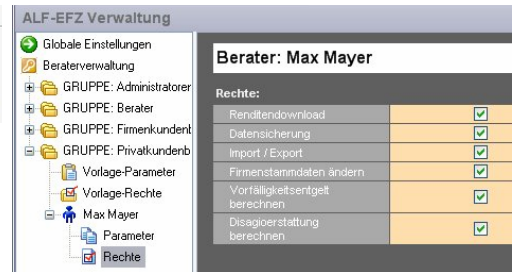 ALF-EFZ Verwaltung
Globale Einstellungen
Beraterverwaltung
GRUPPE: Administratorer
GRUPPE: Berater
GRUPPE: Firmenkundent
GRUPPE: Privatkundenb
Vorlage-Parameter
Vorlage-Rechte
Max Mayer
Parameter
Rechte
Berater: Max Mayer
Rechte:
Renditendownload
Datensicherung
Import / Export
Firmenstammdaten ändern
Vorfälligkeitsentgelt
berechnen
Disagioerstattung
berechnen